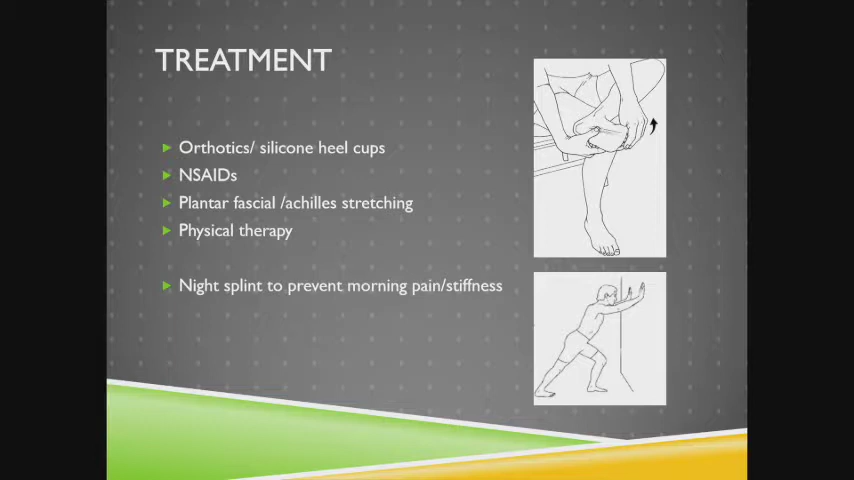 TREATMENT
Orthotics/ silicone heel cups
NSAIDs
Plantar fascial /achilles stretching
Physical therapy
Night splint to prevent morning pain/stiffness